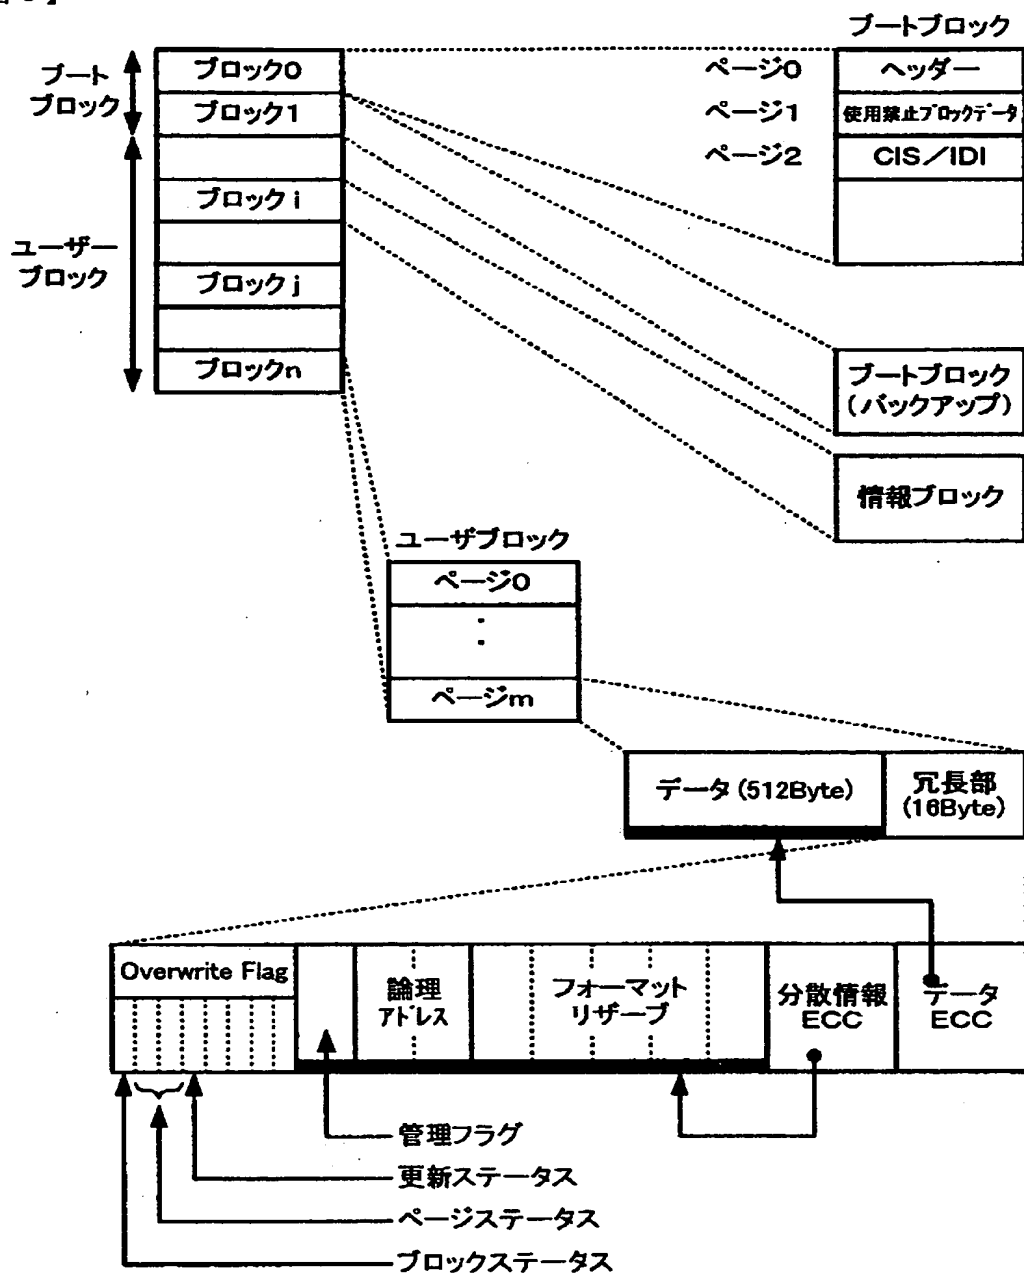 ブートブロック
ブロック0
ブート
ブロック
ブロック1
ページ0
ヘッダー
ページ1
使用禁止ブロックデータ
ページ2
CIS/IDI
ブロックi
ユーザー
ブロック
ブロックj
ブロックn
ブートブロック
(バックアップ)
情報ブロック
ユーザブロック
ページ0
:
ページm
データ(512Byte)
冗長部
(16Byte)
Overwrite Flag
論理
アドレス
フォーマット
リザーブ
分散情報
ECC
データ
ECC
管理フラグ
更新ステータス
ページステータス
ブロックステータス